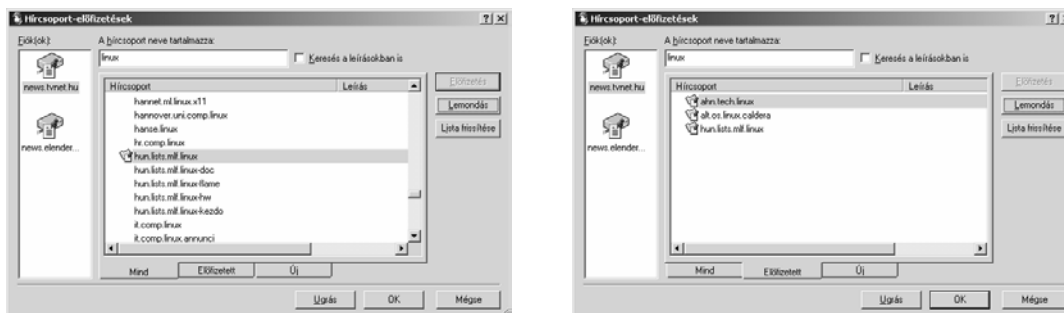 Hírcsoport-előfizetések
Fiók(ok):
news.tvnet.hu
news.elender...
A hírcsoport neve tartalmazza:
linux
Keresés a leírásokban is
Hírcsoport Leírás
hannet.ml.linux.x11
hannover.uni.comp.linux
hanse.linux
hr.comp.linux
hun.lists.mlf.linux
hun.lists.mlf.linux-doc
hun.lists.mlf.linux-flame
hun.lists.mlf.linux-hw
hun.lists.mlf.linux-kezdo
it.comp.linux
it.comp.linux.annunci
Mind Előfizetett Új
Előfizetés
Lemondás
Lista frissítése
Ugrás OK Mégse
Hírcsoport-előfizetések
Fiók(ok):
news.tvnet.hu
news.elender...
A hírcsoport neve tartalmazza:
linux
Keresés a leírásokban is
Hírcsoport Leírás
ahn.tech.linux
alt.os.linux.caldera
hun.lists.mlf.linux
Mind Előfizetett Új
Előfizetés
Lemondás
Lista frissítése
Ugrás OK Mégse